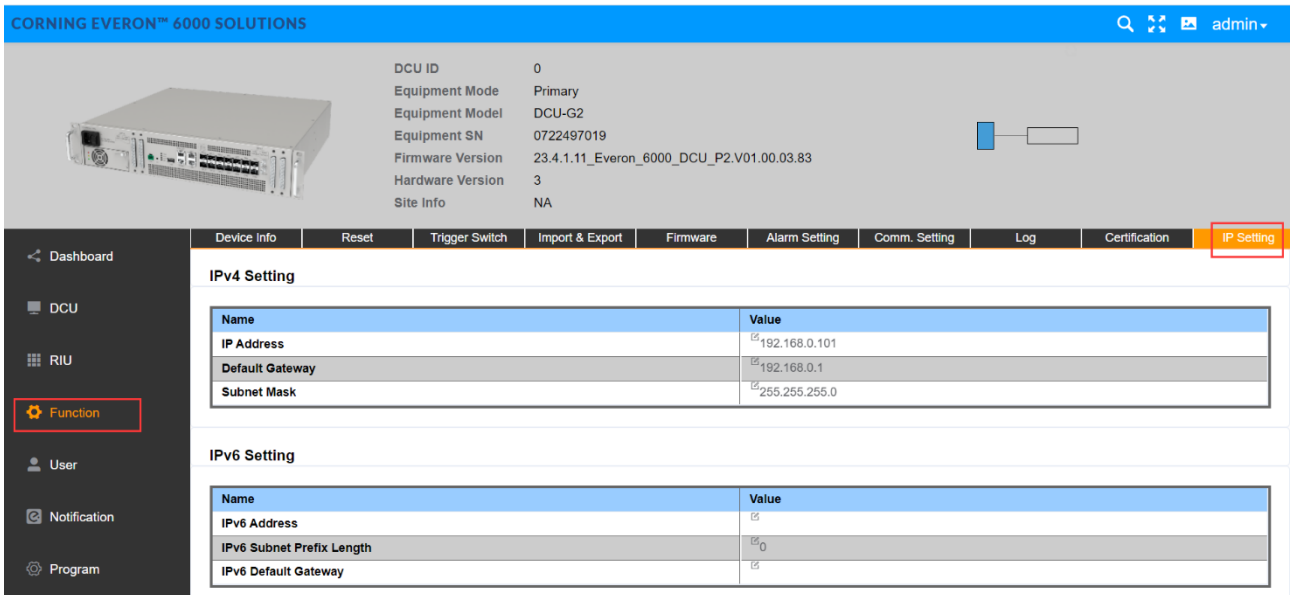 CORNING EVERON™ 6000 SOLUTIONS admin
DCU ID 0
Equipment Mode Primary
Equipment Model DCU-G2
Equipment SN 0722497019
Firmware Version 23.4.1.11_Everon_6000_DCU_P2.V01.00.03.83
Hardware Version 3
Site Info NA
Device Info Reset Trigger Switch Import & Export Firmware Alarm Setting Comm. Setting Log Certification IP Setting
Dashboard
DCU
RIU
Function
User
Notification
Program
IPv4 Setting
Name Value
IP Address 192.168.0.101
Default Gateway 192.168.0.1
Subnet Mask 255.255.255.0
IPv6 Setting
Name Value
IPv6 Address
IPv6 Subnet Prefix Length 0
IPv6 Default Gateway